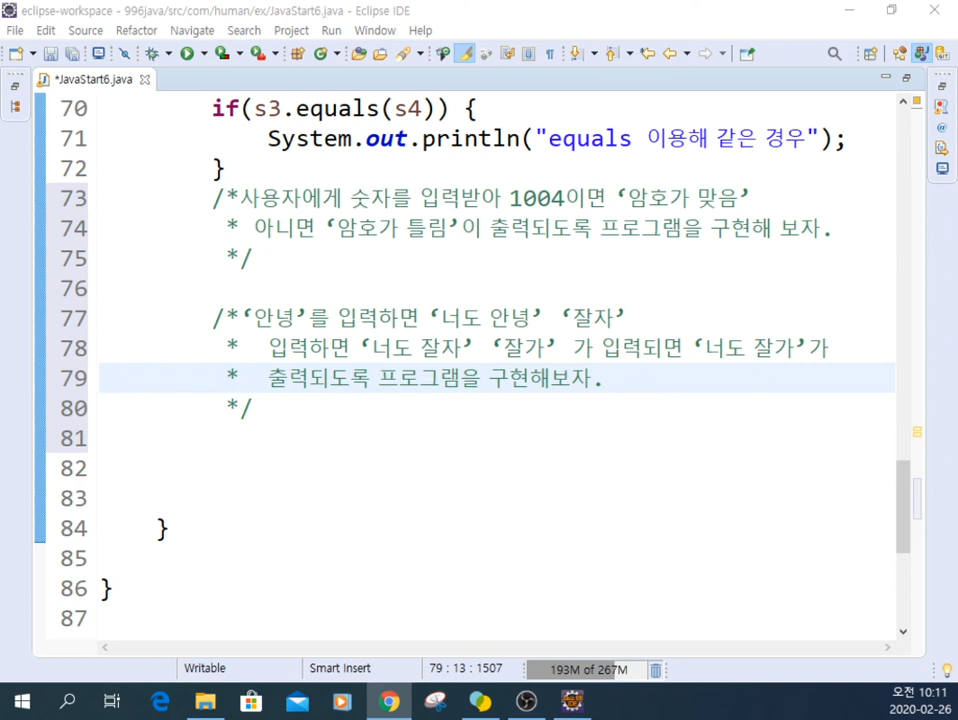 eclipse-workspace - 996java/src/com/human/ex/JavaStart6.java - Eclipse IDE
File Edit Source Refactor Navigate Search Project Run Window Help
*JavaStart6.java
70 if(s3.equals(s4)) {
71 System.out.println("equals 이용해 같은 경우");
72 }
73 /*사용자에게 숫자를 입력받아 1004이면 ‘암호가 맞음’
74 * 아니면 ‘암호가 틀림’이 출력되도록 프로그램을 구현해 보자.
75 */
76
77 /*‘안녕’를 입력하면 ‘너도 안녕’ ‘잘자’
78 * 입력하면 ‘너도 잘자’ ‘잘가’ 가 입력되면 ‘너도 잘가’가
79 * 출력되도록 프로그램을 구현해보자.
80 */
81
82
83
84 }
85
86 }
87
Writable Smart Insert 79 : 13 : 1507 193M of 267M
오전 10:11
2020-02-26